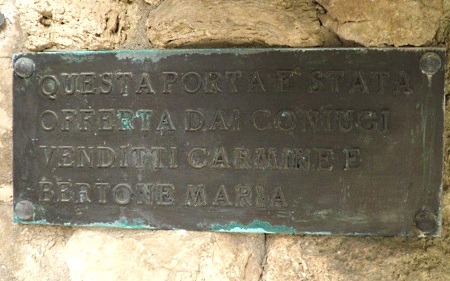 QUESTA PORTA E' STATA
OFFERTA DAI CONIUGI
VENDITTI CARMINE E
BERTONE MARIA